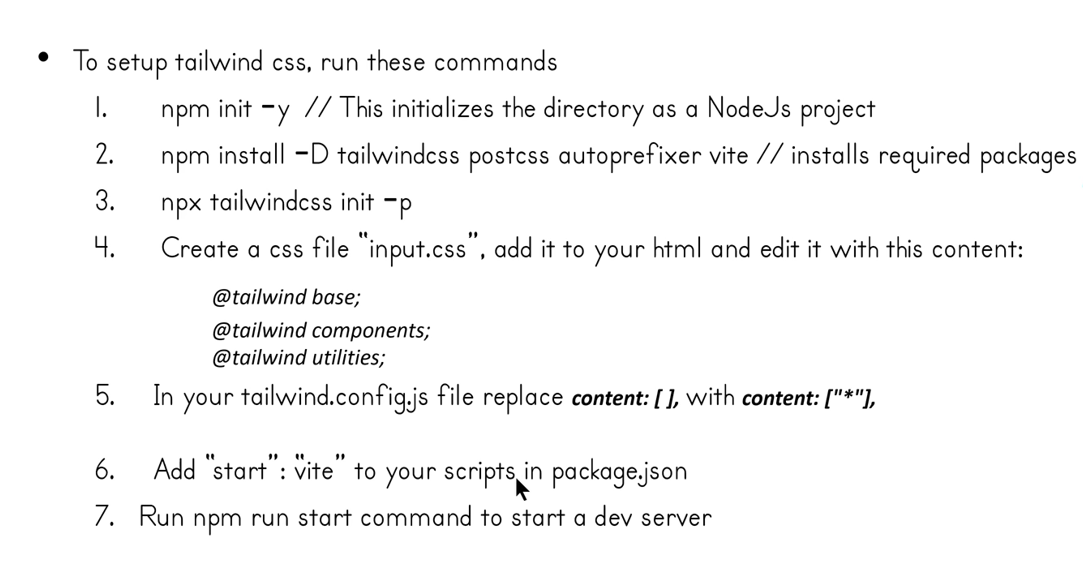 • To setup tailwind css, run these commands
1. npm init -y // This initializes the directory as a NodeJs project
2. npm install -D tailwindcss postcss autoprefixer vite // installs required packages
3. npx tailwindcss init -p
4. Create a css file "input.css", add it to your html and edit it with this content:
@tailwind base;
@tailwind components;
@tailwind utilities;
5. In your tailwind.config.js file replace content: [ ], with content: ["*"],
6. Add "start": "vite" to your scripts in package.json
7. Run npm run start command to start a dev server